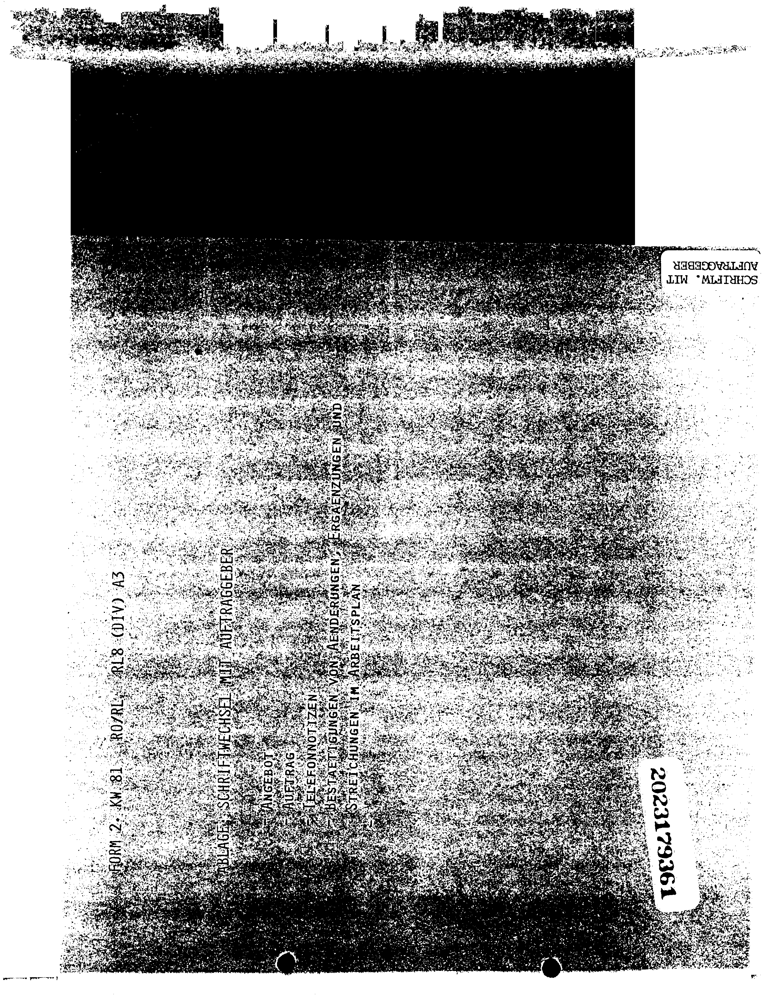 SCHRIFTW. MIT
AUFTRAGGEBER
FORM 2. KW 81 RO/RL, RL8 (DIV) A3
ABLAGE: SCHRIFTWECHSEL MIT AUFTRAGGEBER
- ANGEBOT
- AUFTRAG
- TELEFONNOTIZEN
- BESTAETIGUNGEN VON AENDERUNGEN, ERGAENZUNGEN UND
STREICHUNGEN IM ARBEITSPLAN
2023179361